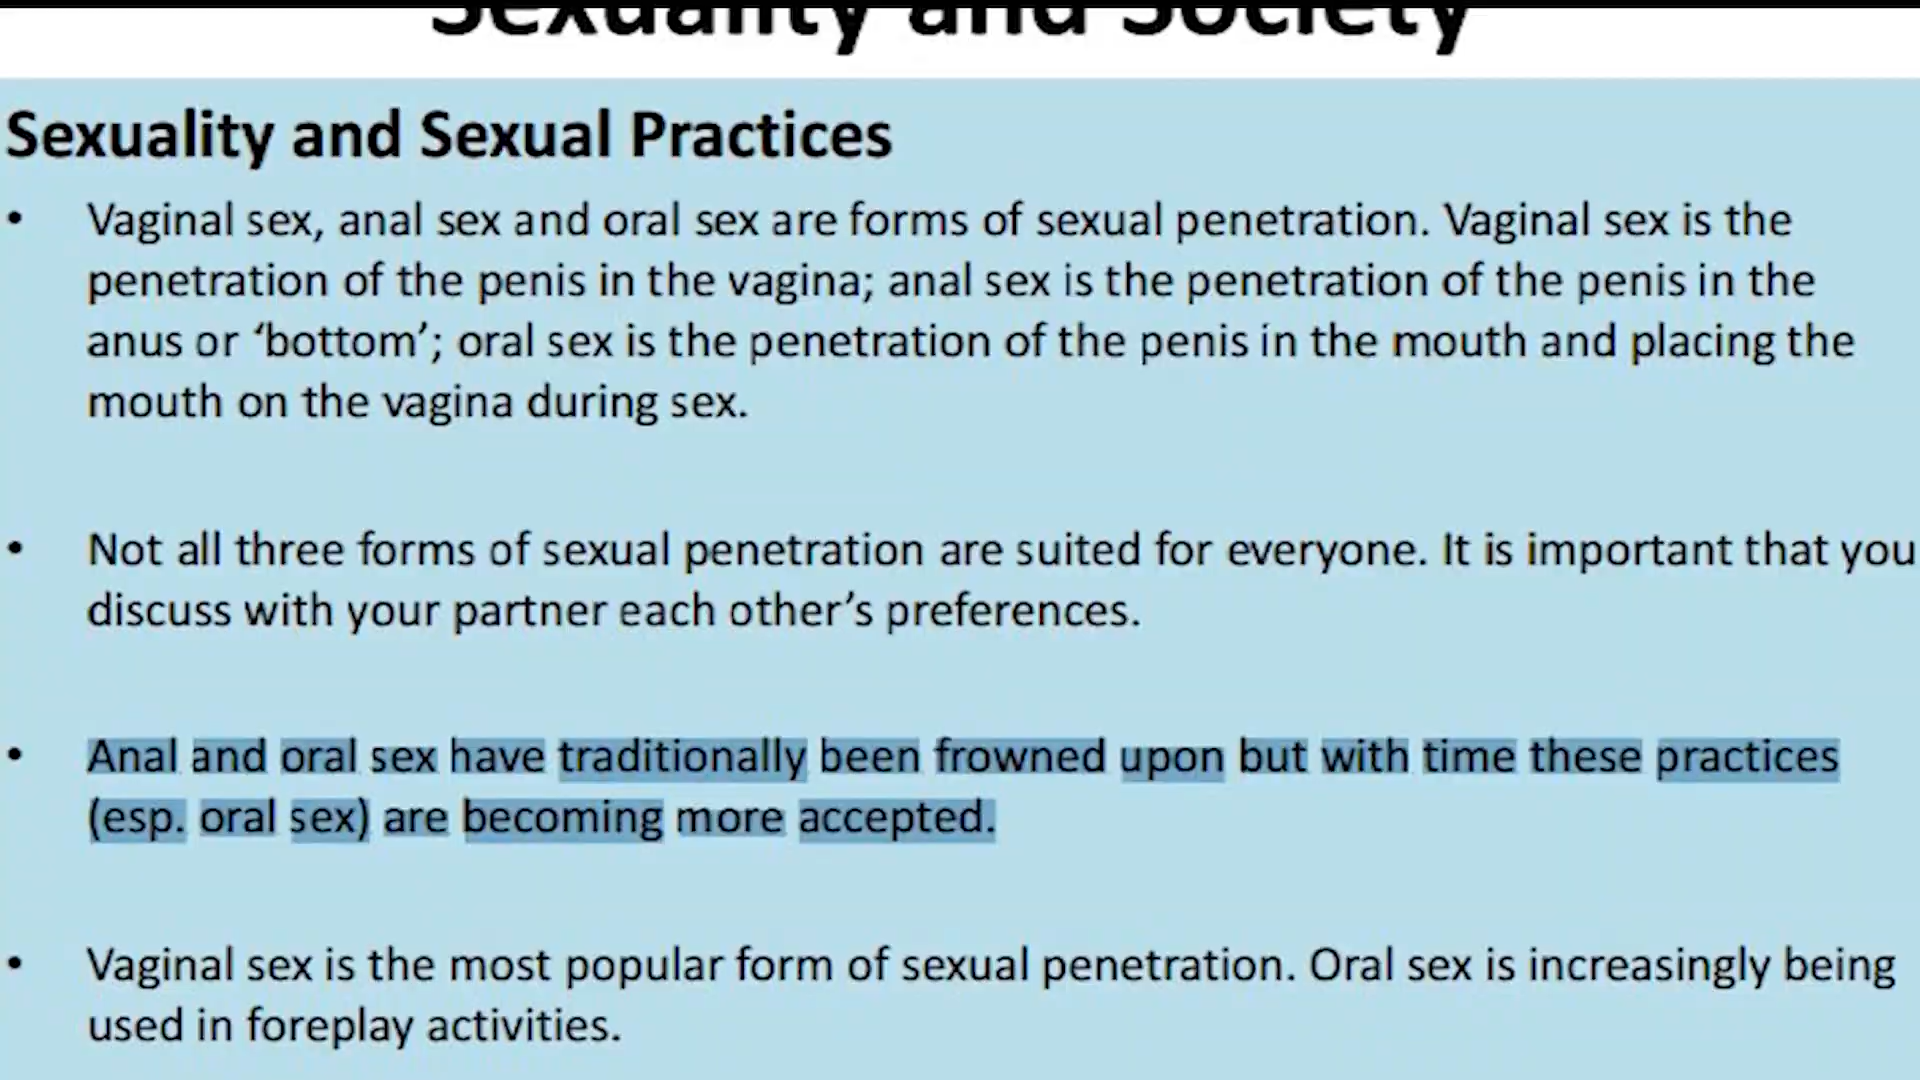 Sexuality and Society
Sexuality and Sexual Practices
• Vaginal sex, anal sex and oral sex are forms of sexual penetration. Vaginal sex is the
penetration of the penis in the vagina; anal sex is the penetration of the penis in the
anus or ‘bottom’; oral sex is the penetration of the penis in the mouth and placing the
mouth on the vagina during sex.
• Not all three forms of sexual penetration are suited for everyone. It is important that you
discuss with your partner each other’s preferences.
• Anal and oral sex have traditionally been frowned upon but with time these practices
(esp. oral sex) are becoming more accepted.
• Vaginal sex is the most popular form of sexual penetration. Oral sex is increasingly being
used in foreplay activities.